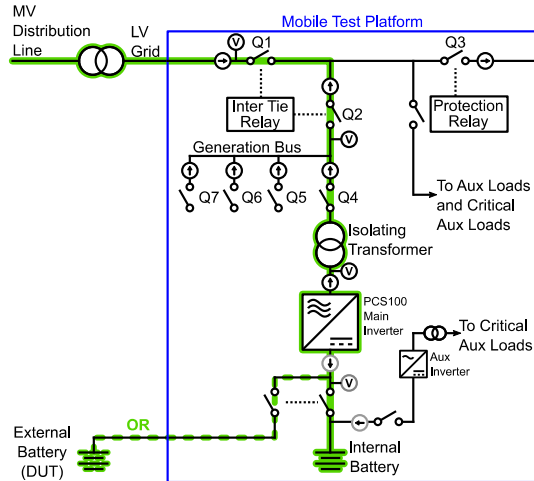 MV
Distribution
Line
LV
Grid
Mobile Test Platform
V
Q1
Q3
Inter Tie
Relay
Q2
Protection
Relay
V
Generation Bus
Q7
Q6
Q5
Q4
To Aux Loads
and Critical
Aux Loads
Isolating
Transformer
V
PCS100
Main
Inverter
To Critical
Aux Loads
Aux
Inverter
V
OR
External
Battery
(DUT)
Internal
Battery